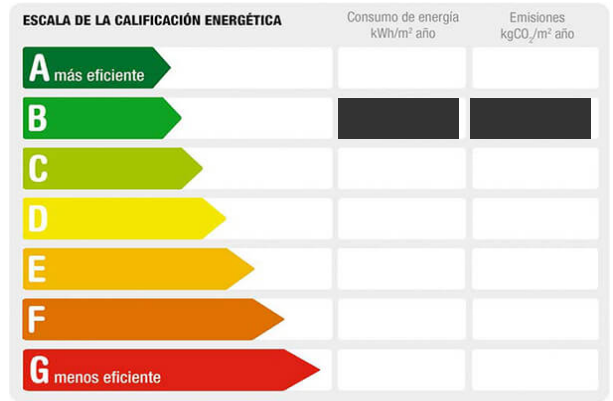 ESCALA DE LA CALIFICACIÓN ENERGÉTICA
Consumo de energía
kWh/m² año
Emisiones
kgCO₂/m² año
A más eficiente
B
C
D
E
F
G menos eficiente